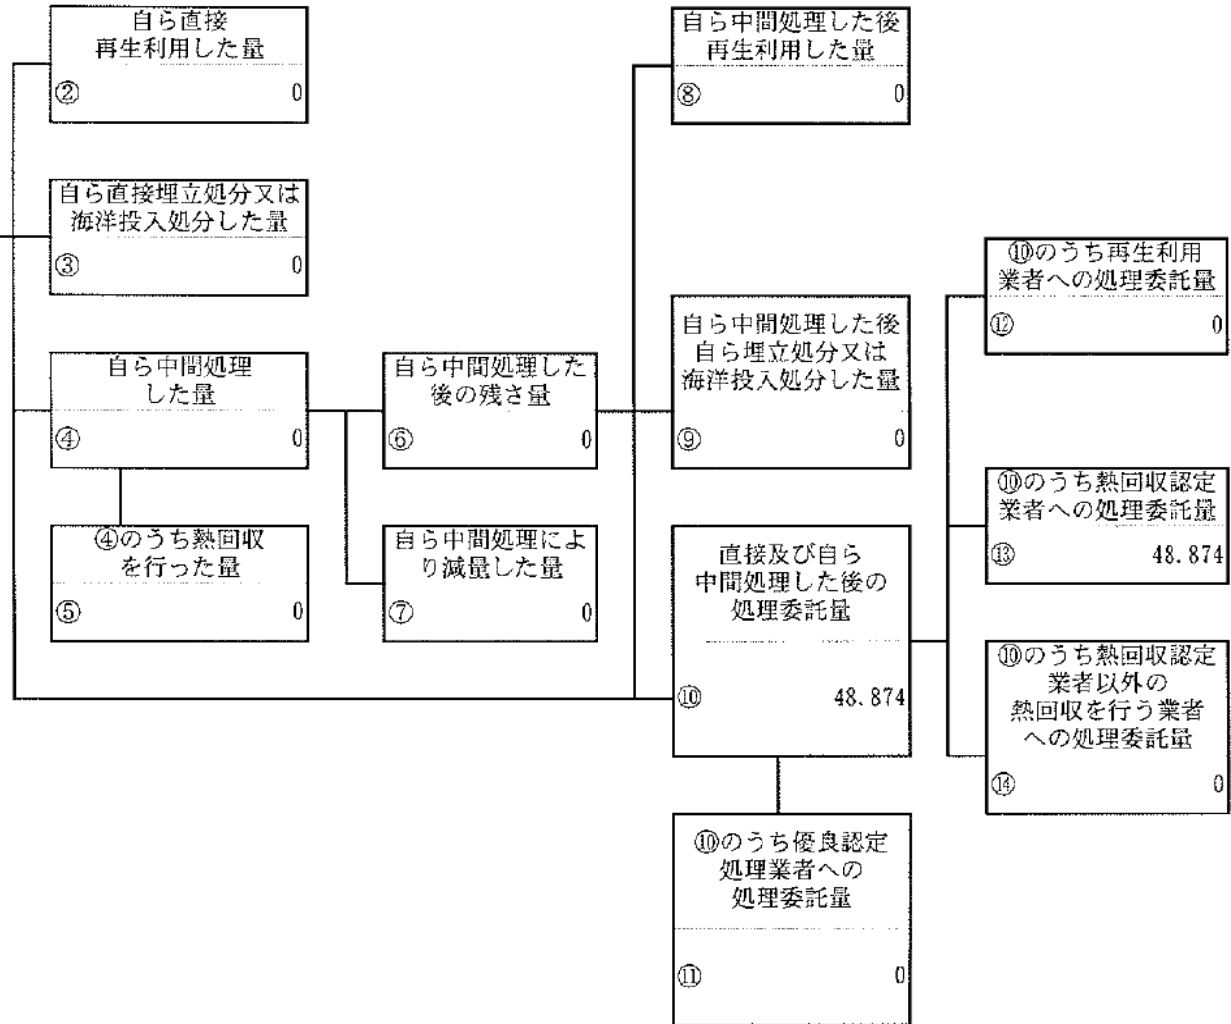 自ら直接
再生利用した量
② 0
自ら直接埋立処分又は
海洋投入処分した量
③ 0
自ら中間処理
した量
④ 0
④のうち熱回収
を行った量
⑤ 0
自ら中間処理した
後の残さ量
⑥ 0
自ら中間処理によ
り減量した量
⑦ 0
自ら中間処理した後
再生利用した量
⑧ 0
自ら中間処理した後
自ら埋立処分又は
海洋投入処分した量
⑨ 0
直接及び自ら
中間処理した後の
処理委託量
⑩ 48.874
⑩のうち優良認定
処理業者への
処理委託量
⑪ 0
⑩のうち再生利用
業者への処理委託量
⑫ 0
⑩のうち熱回収認定
業者への処理委託量
⑬ 48.874
⑩のうち熱回収認定
業者以外の
熱回収を行う業者
への処理委託量
⑭ 0